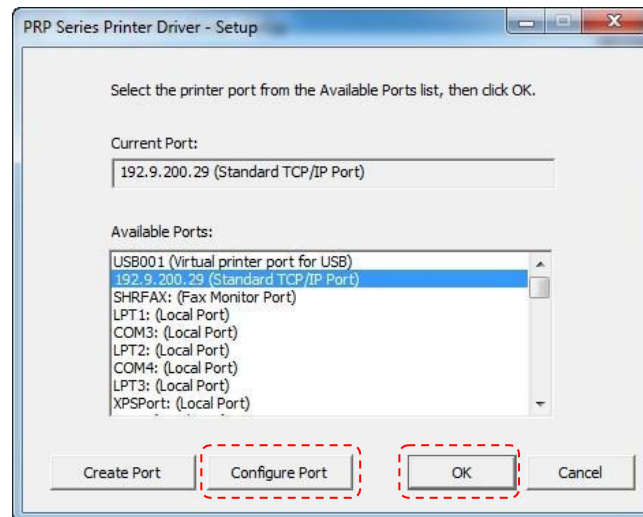 PRP Series Printer Driver - Setup
Select the printer port from the Available Ports list, then click OK.
Current Port:
192.9.200.29 (Standard TCP/IP Port)
Available Ports:
USB001 (Virtual printer port for USB)
192.9.200.29 (Standard TCP/IP Port)
SHRFAX: (Fax Monitor Port)
LPT1: (Local Port)
COM3: (Local Port)
LPT2: (Local Port)
COM4: (Local Port)
LPT3: (Local Port)
XPSPort: (Local Port)
Create Port Configure Port OK Cancel